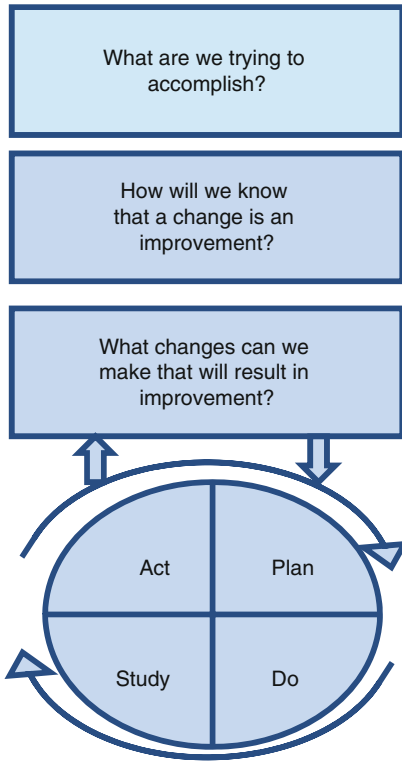 What are we trying to
accomplish?
How will we know
that a change is an
improvement?
What changes can we
make that will result in
improvement?
Act
Plan
Study
Do